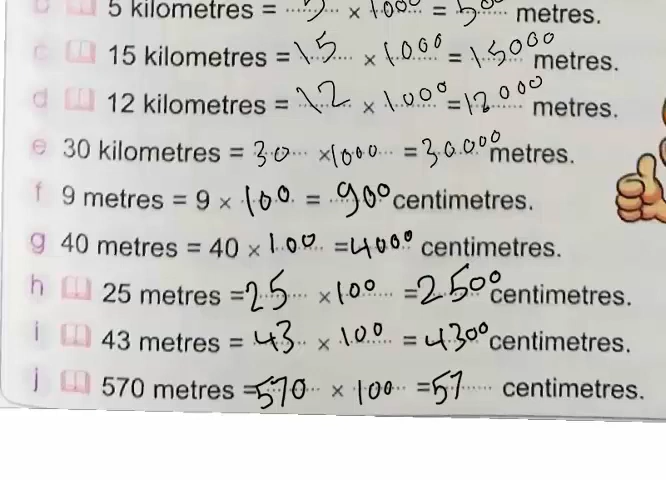 5 kilometres = 5 × 1000 = 500 metres.
c 15 kilometres = 15 × 1000 = 15000 metres.
d 12 kilometres = 12 × 1000 = 12000 metres.
e 30 kilometres = 30 × 1000 = 30000 metres.
f 9 metres = 9 × 100 = 900 centimetres.
g 40 metres = 40 × 100 = 4000 centimetres.
h 25 metres = 25 × 100 = 2500 centimetres.
i 43 metres = 43 × 100 = 4300 centimetres.
j 570 metres = 570 × 100 = 57 centimetres.